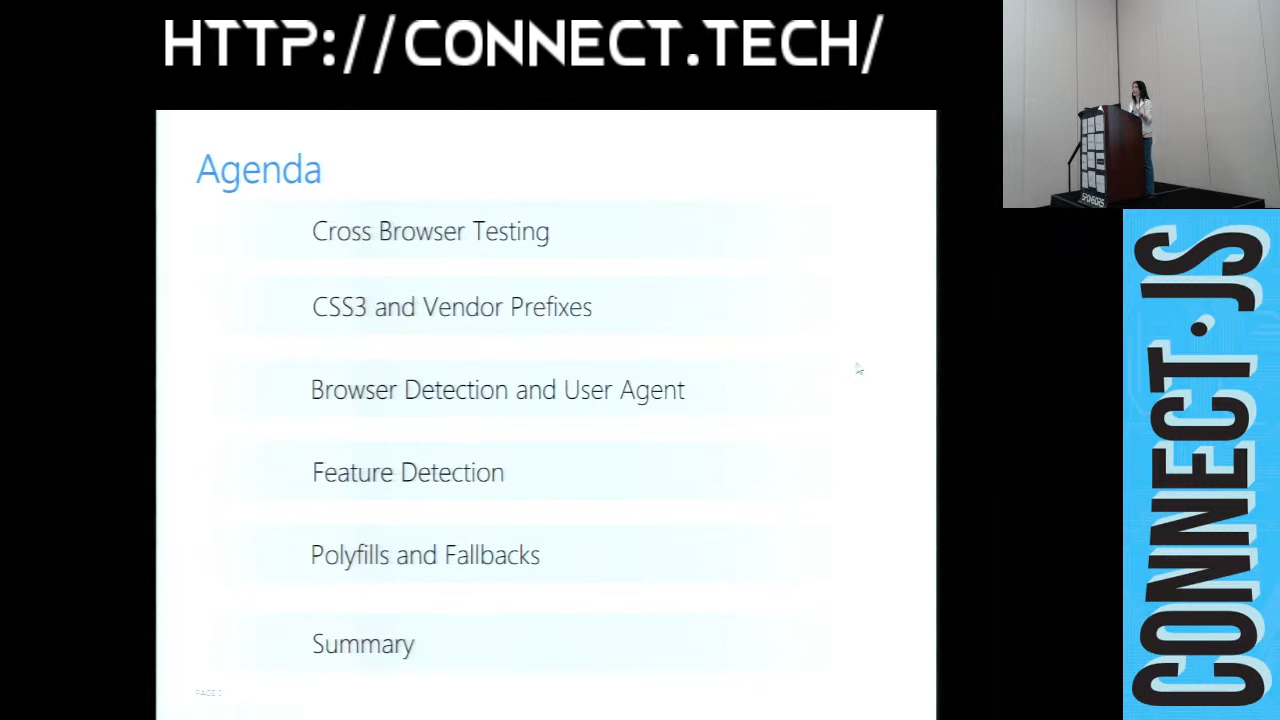 HTTP://CONNECT.TECH/
Agenda
Cross Browser Testing
CSS3 and Vendor Prefixes
Browser Detection and User Agent
Feature Detection
Polyfills and Fallbacks
Summary
SPONSORS
CONNECT.JS